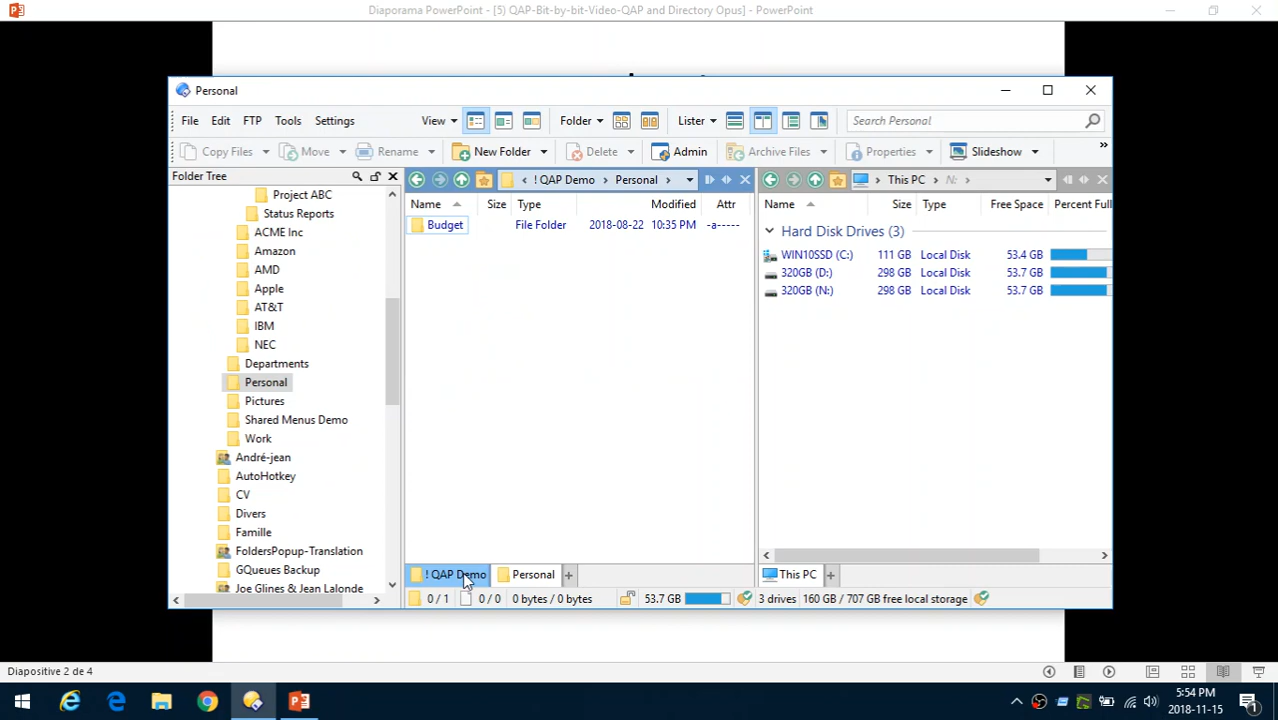 Diaporama PowerPoint - [5) QAP-Bit-by-bit-Video-QAP and Directory Opus] - PowerPoint
Personal
File Edit FTP Tools Settings View Folder Lister Search Personal
Copy Files Move Rename New Folder Delete Admin Archive Files Properties Slideshow »
Folder Tree
! QAP Demo Personal
This PC N:
Name Size Type Modified Attr
Name Size Type Free Space Percent Full
Project ABC
Status Reports
ACME Inc
Amazon
AMD
Apple
AT&T
IBM
NEC
Departments
Personal
Pictures
Shared Menus Demo
Work
André-jean
AutoHotkey
CV
Divers
Famille
FoldersPopup-Translation
GQueues Backup
Joe Glines & Jean Lalonde
Budget File Folder 2018-08-22 10:35 PM -a-----
Hard Disk Drives (3)
WIN10SSD (C:) 111 GB Local Disk 53.4 GB
320GB (D:) 298 GB Local Disk 53.7 GB
320GB (N:) 298 GB Local Disk 53.7 GB
! QAP Demo Personal +
This PC +
0 / 1 0 / 0 0 bytes / 0 bytes 53.7 GB
3 drives 160 GB / 707 GB free local storage
Diapositive 2 de 4
5:54 PM
2018-11-15
1